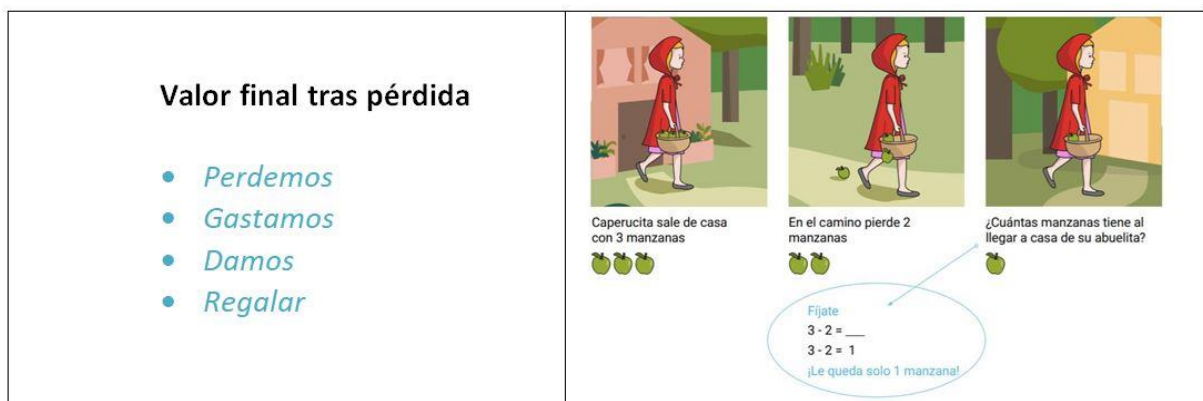 Valor final tras pérdida
Perdemos
Gastamos
Damos
Regalar
Caperucita sale de casa
con 3 manzanas
En el camino pierde 2
manzanas
¿Cuántas manzanas tiene al
llegar a casa de su abuelita?
Fíjate
3 - 2 = ___
3 - 2 = 1
¡Le queda solo 1 manzana!